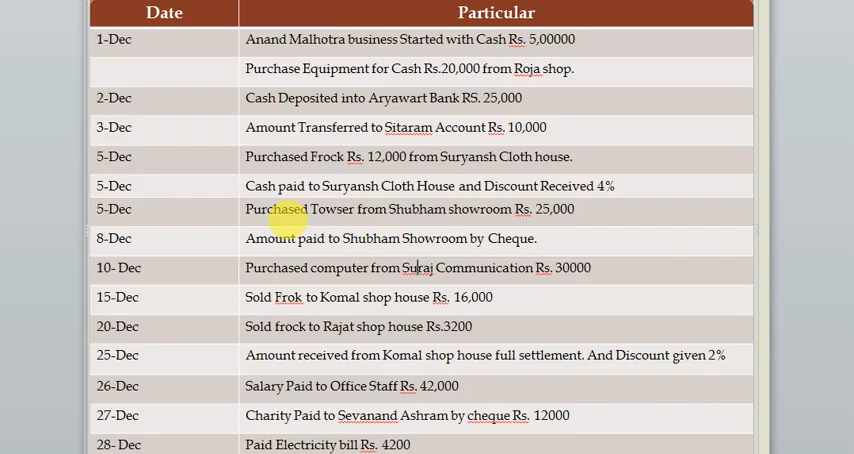 Date Particular
1-Dec Anand Malhotra business Started with Cash Rs. 5,00000
Purchase Equipment for Cash Rs.20,000 from Roja shop.
2-Dec Cash Deposited into Aryawart Bank RS. 25,000
3-Dec Amount Transferred to Sitaram Account Rs. 10,000
5-Dec Purchased Frock Rs. 12,000 from Suryansh Cloth house.
5-Dec Cash paid to Suryansh Cloth House and Discount Received 4%
5-Dec Purchased Towser from Shubham showroom Rs. 25,000
8-Dec Amount paid to Shubham Showroom by Cheque.
10- Dec Purchased computer from Suraj Communication Rs. 30000
15-Dec Sold Frok to Komal shop house Rs. 16,000
20-Dec Sold frock to Rajat shop house Rs.3200
25-Dec Amount received from Komal shop house full settlement. And Discount given 2%
26-Dec Salary Paid to Office Staff Rs. 42,000
27-Dec Charity Paid to Sevanand Ashram by cheque Rs. 12000
28- Dec Paid Electricity bill Rs. 4200